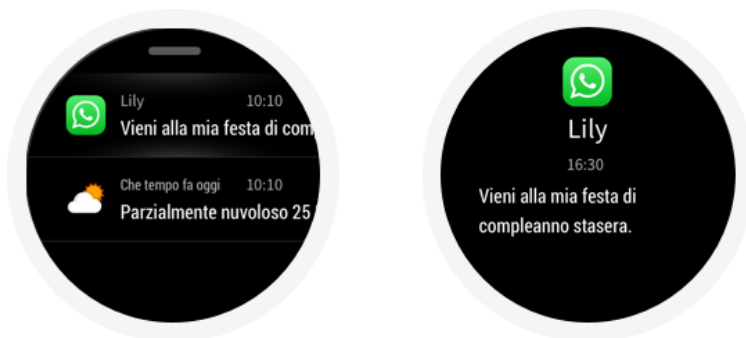 Lily 10:10
Vieni alla mia festa di com
Che tempo fa oggi 10:10
Parzialmente nuvoloso 25
Lily
16:30
Vieni alla mia festa di
compleanno stasera.